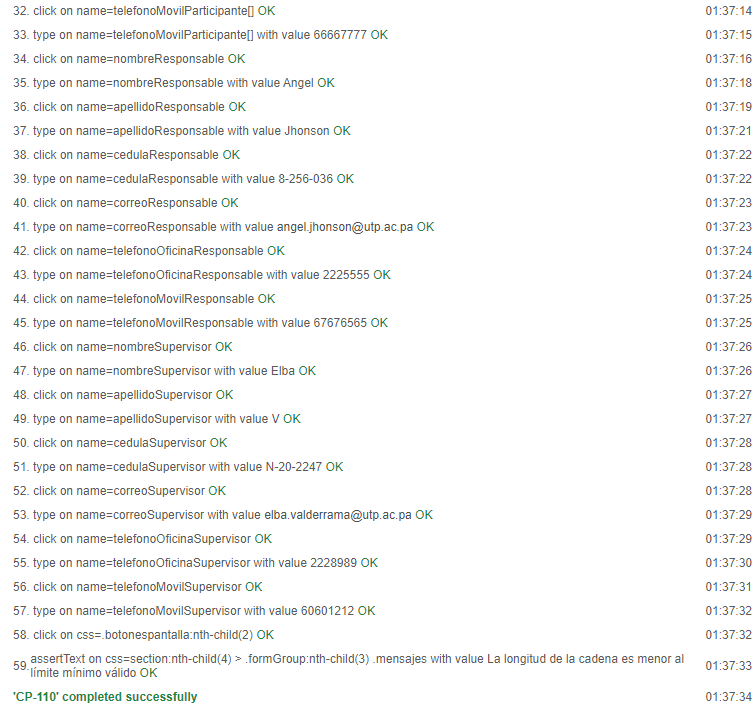 32. click on name=telefonoMovilParticipante[] OK 01:37:14
33. type on name=telefonoMovilParticipante[] with value 66667777 OK 01:37:15
34. click on name=nombreResponsable OK 01:37:16
35. type on name=nombreResponsable with value Angel OK 01:37:18
36. click on name=apellidoResponsable OK 01:37:19
37. type on name=apellidoResponsable with value Jhonson OK 01:37:21
38. click on name=cedulaResponsable OK 01:37:22
39. type on name=cedulaResponsable with value 8-256-036 OK 01:37:22
40. click on name=correoResponsable OK 01:37:23
41. type on name=correoResponsable with value angel.jhonson@utp.ac.pa OK 01:37:23
42. click on name=telefonoOficinaResponsable OK 01:37:24
43. type on name=telefonoOficinaResponsable with value 2225555 OK 01:37:24
44. click on name=telefonoMovilResponsable OK 01:37:25
45. type on name=telefonoMovilResponsable with value 67676565 OK 01:37:25
46. click on name=nombreSupervisor OK 01:37:26
47. type on name=nombreSupervisor with value Elba OK 01:37:26
48. click on name=apellidoSupervisor OK 01:37:27
49. type on name=apellidoSupervisor with value V OK 01:37:27
50. click on name=cedulaSupervisor OK 01:37:28
51. type on name=cedulaSupervisor with value N-20-2247 OK 01:37:28
52. click on name=correoSupervisor OK 01:37:28
53. type on name=correoSupervisor with value elba.valderrama@utp.ac.pa OK 01:37:29
54. click on name=telefonoOficinaSupervisor OK 01:37:29
55. type on name=telefonoOficinaSupervisor with value 2228989 OK 01:37:30
56. click on name=telefonoMovilSupervisor OK 01:37:31
57. type on name=telefonoMovilSupervisor with value 60601212 OK 01:37:32
58. click on css=.botonespantalla:nth-child(2) OK 01:37:32
59. assertText on css=section:nth-child(4) > .formGroup:nth-child(3) .mensajes with value La longitud de la cadena es menor al
límite mínimo válido OK 01:37:33
'CP-110' completed successfully 01:37:34